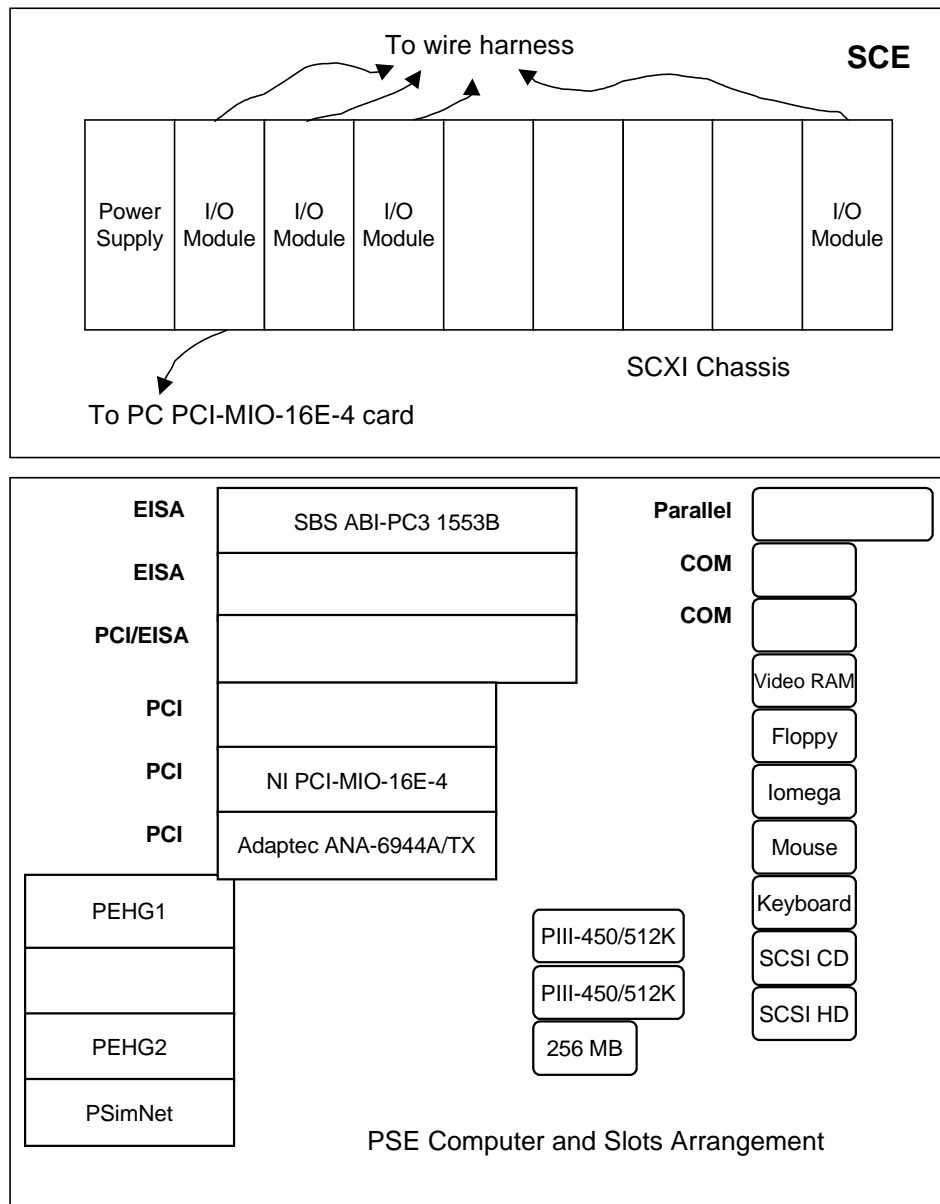 To wire harness
SCE
Power
Supply
I/O
Module
I/O
Module
I/O
Module
I/O
Module
SCXI Chassis
To PC PCI-MIO-16E-4 card
EISA
SBS ABI-PC3 1553B
EISA
PCI/EISA
PCI
PCI
NI PCI-MIO-16E-4
PCI
Adaptec ANA-6944A/TX
PEHG1
PEHG2
PSimNet
Parallel
COM
COM
Video RAM
Floppy
Iomega
Mouse
Keyboard
SCSI CD
SCSI HD
PIII-450/512K
PIII-450/512K
256 MB
PSE Computer and Slots Arrangement